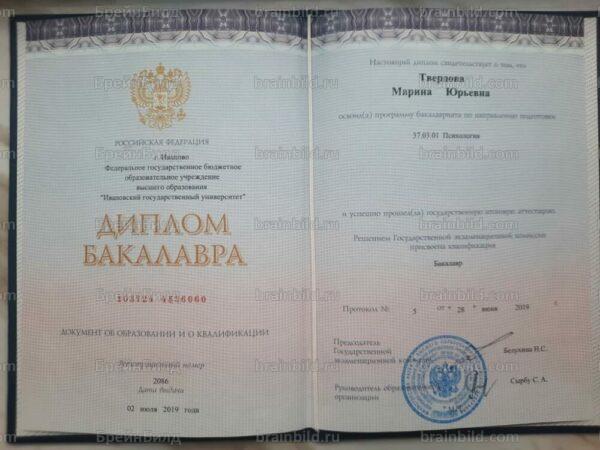 РОССИЙСКАЯ ФЕДЕРАЦИЯ
г. Иваново
Федеральное государственное бюджетное
образовательное учреждение
высшего образования
"Ивановский государственный университет"
ДИПЛОМ
БАКАЛАВРА
103724 4526060
ДОКУМЕНТ ОБ ОБРАЗОВАНИИ И О КВАЛИФИКАЦИИ
Регистрационный номер
2086
Дата выдачи
02 июля 2019 года
Настоящий диплом свидетельствует о том, что
Твердова
Марина Юрьевна
освоил(а) программу бакалавриата по направлению подготовки
37.03.01 Психология
и успешно прошел(ла) государственную итоговую аттестацию
Решением Государственной экзаменационной комиссии
присвоена квалификация
Бакалавр
Протокол № 5 от « 28 » июня 2019 г.
Председатель
Государственной
экзаменационной комиссии
Белухина Н.С.
Руководитель образовательной
организации
Сырбу С. А.
М.П.
БрейнБилд
brainbild.ru
brainbild.com